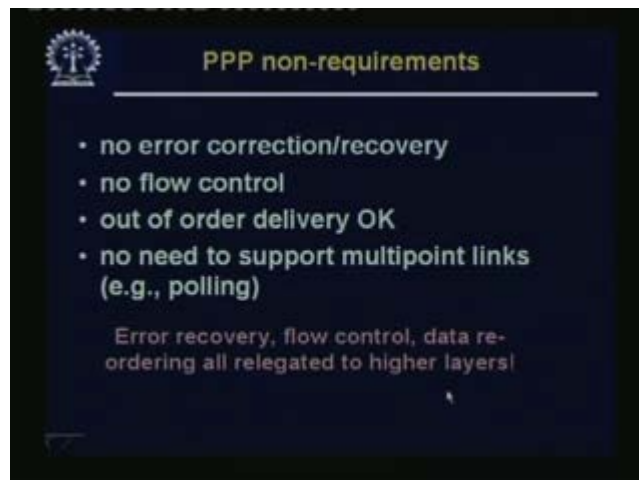 PPP non-requirements
• no error correction/recovery
• no flow control
• out of order delivery OK
• no need to support multipoint links
(e.g., polling)
Error recovery, flow control, data re-
ordering all relegated to higher layers!